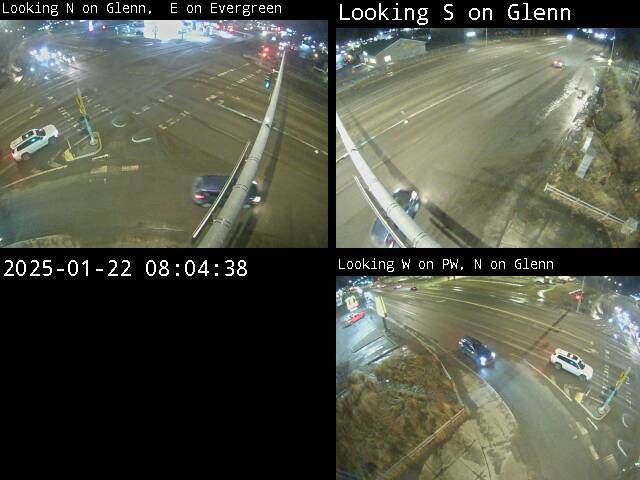 Looking N on Glenn,  E on Evergreen
Looking S on Glenn
2025-01-22 08:04:38
Looking W on PW, N on Glenn